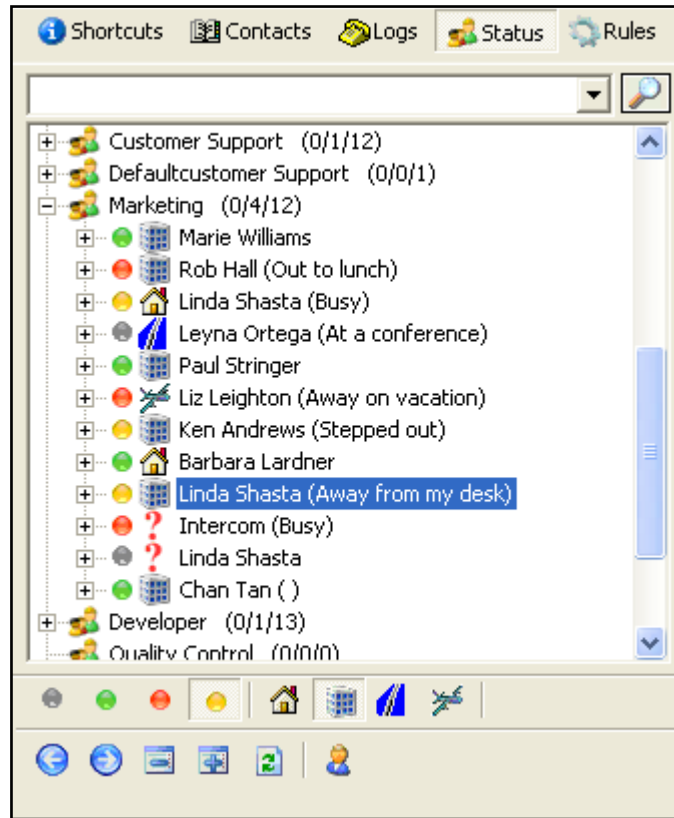 Shortcuts Contacts Logs Status Rules
Customer Support (0/1/12)
Defaultcustomer Support (0/0/1)
Marketing (0/4/12)
Marie Williams
Rob Hall (Out to lunch)
Linda Shasta (Busy)
Leyna Ortega (At a conference)
Paul Stringer
Liz Leighton (Away on vacation)
Ken Andrews (Stepped out)
Barbara Lardner
Linda Shasta (Away from my desk)
Intercom (Busy)
Linda Shasta
Chan Tan ( )
Developer (0/1/13)
Quality Control (0/0/0)